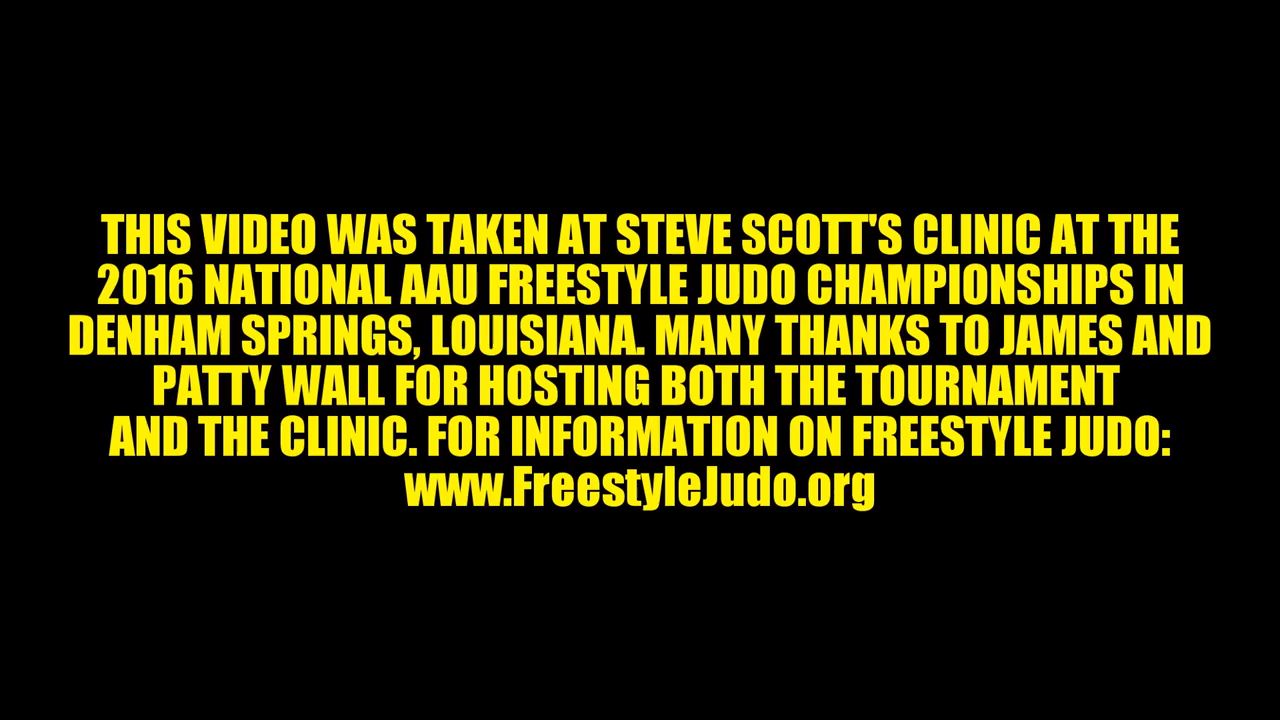 THIS VIDEO WAS TAKEN AT STEVE SCOTT'S CLINIC AT THE
2016 NATIONAL AAU FREESTYLE JUDO CHAMPIONSHIPS IN
DENHAM SPRINGS, LOUISIANA. MANY THANKS TO JAMES AND
PATTY WALL FOR HOSTING BOTH THE TOURNAMENT
AND THE CLINIC. FOR INFORMATION ON FREESTYLE JUDO:
www.FreestyleJudo.org